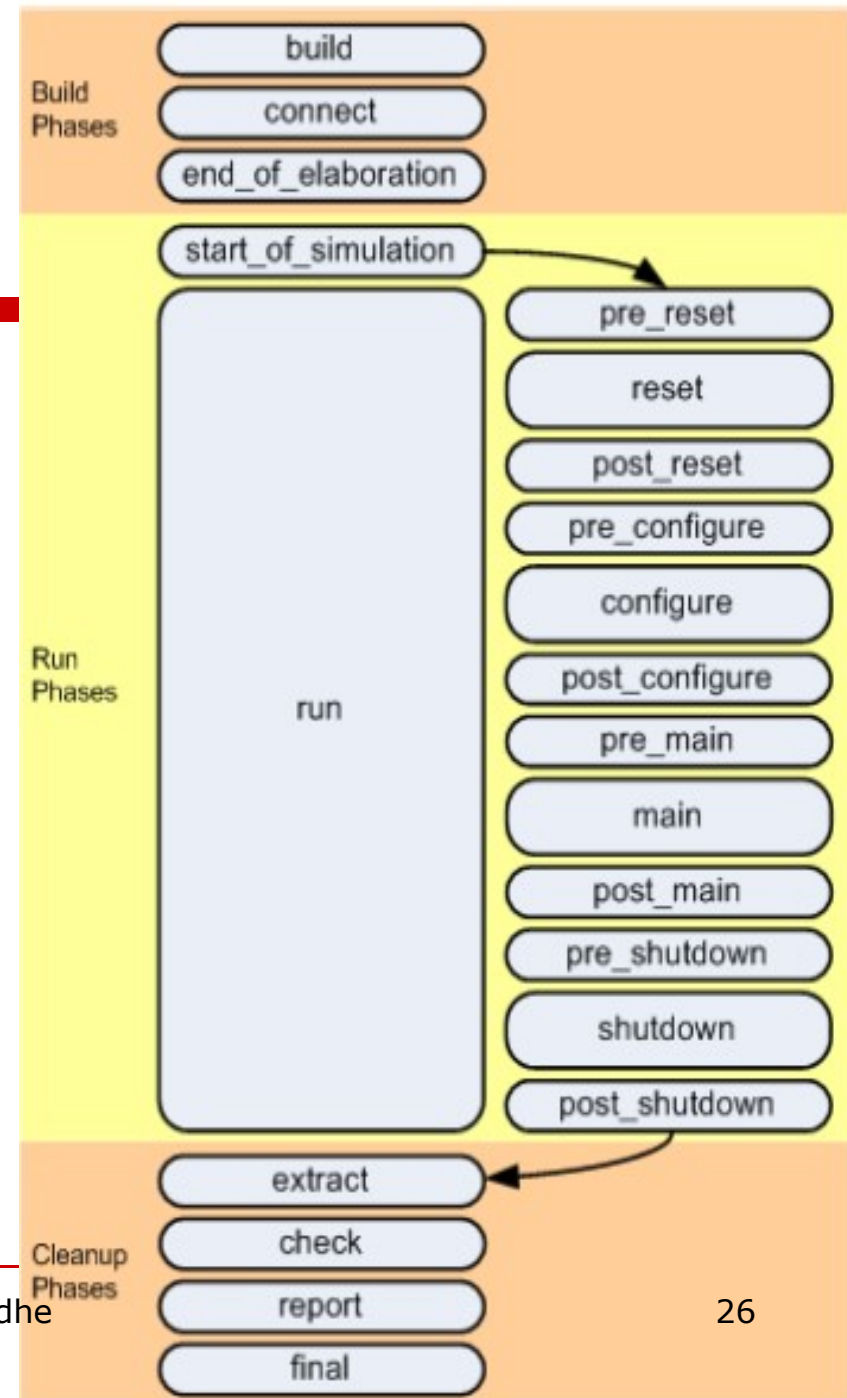 Build
Phases
build
connect
end_of_elaboration
Run
Phases
start_of_simulation
run
pre_reset
reset
post_reset
pre_configure
configure
post_configure
pre_main
main
post_main
pre_shutdown
shutdown
post_shutdown
Cleanup
Phases
extract
check
report
final
26